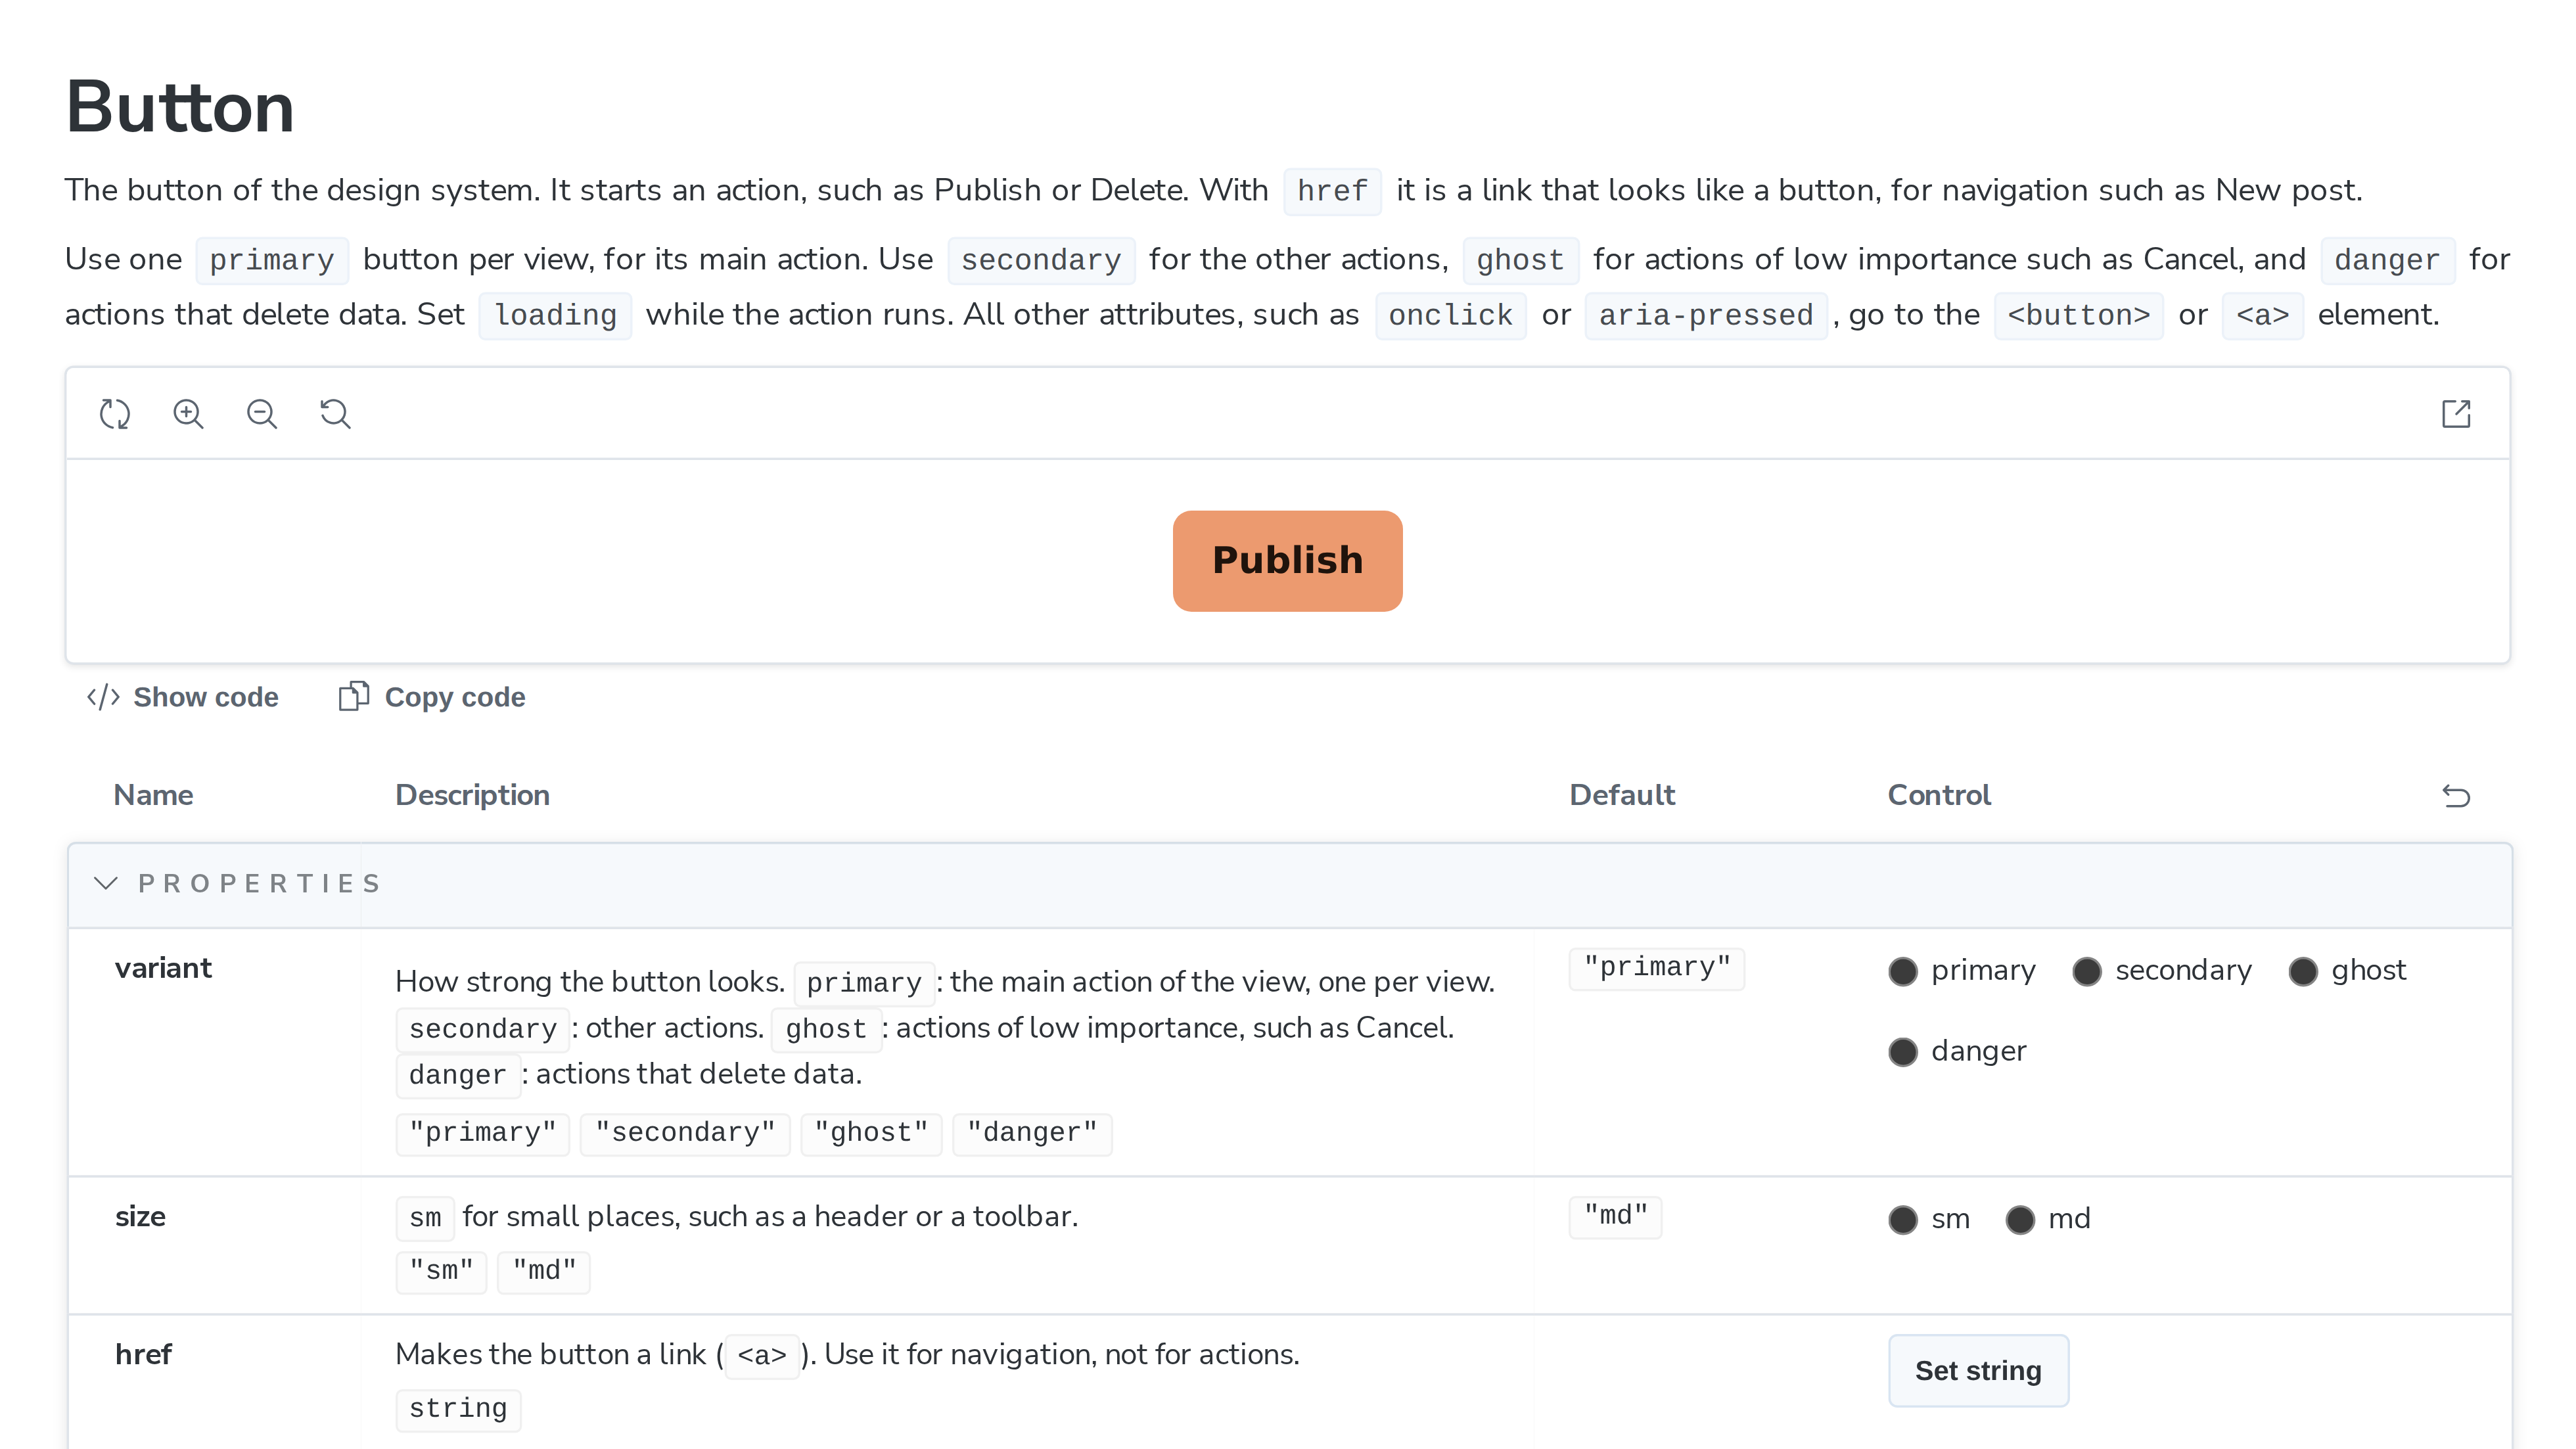 Button
The button of the design system. It starts an action, such as Publish or Delete. With href it is a link that looks like a button, for navigation such as New post.
Use one primary button per view, for its main action. Use secondary for the other actions, ghost for actions of low importance such as Cancel, and danger for
actions that delete data. Set loading while the action runs. All other attributes, such as onclick or aria-pressed, go to the <button> or <a> element.
Publish
Show code Copy code
Name Description Default Control
PROPERTIES
variant
How strong the button looks. primary: the main action of the view, one per view.
secondary: other actions. ghost: actions of low importance, such as Cancel.
danger: actions that delete data.
"primary" "secondary" "ghost" "danger"
"primary"
primary secondary ghost
danger
size
sm for small places, such as a header or a toolbar.
"sm" "md"
"md"
sm md
href
Makes the button a link (<a>). Use it for navigation, not for actions.
string
Set string